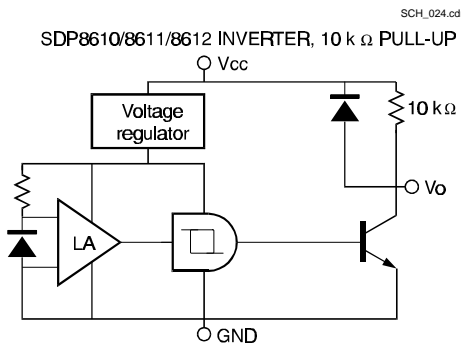 SCH_024.cd
SDP8610/8611/8612 INVERTER, 10 k Ω PULL-UP
Vcc
Voltage
regulator
10 kΩ
Vo
LA
GND